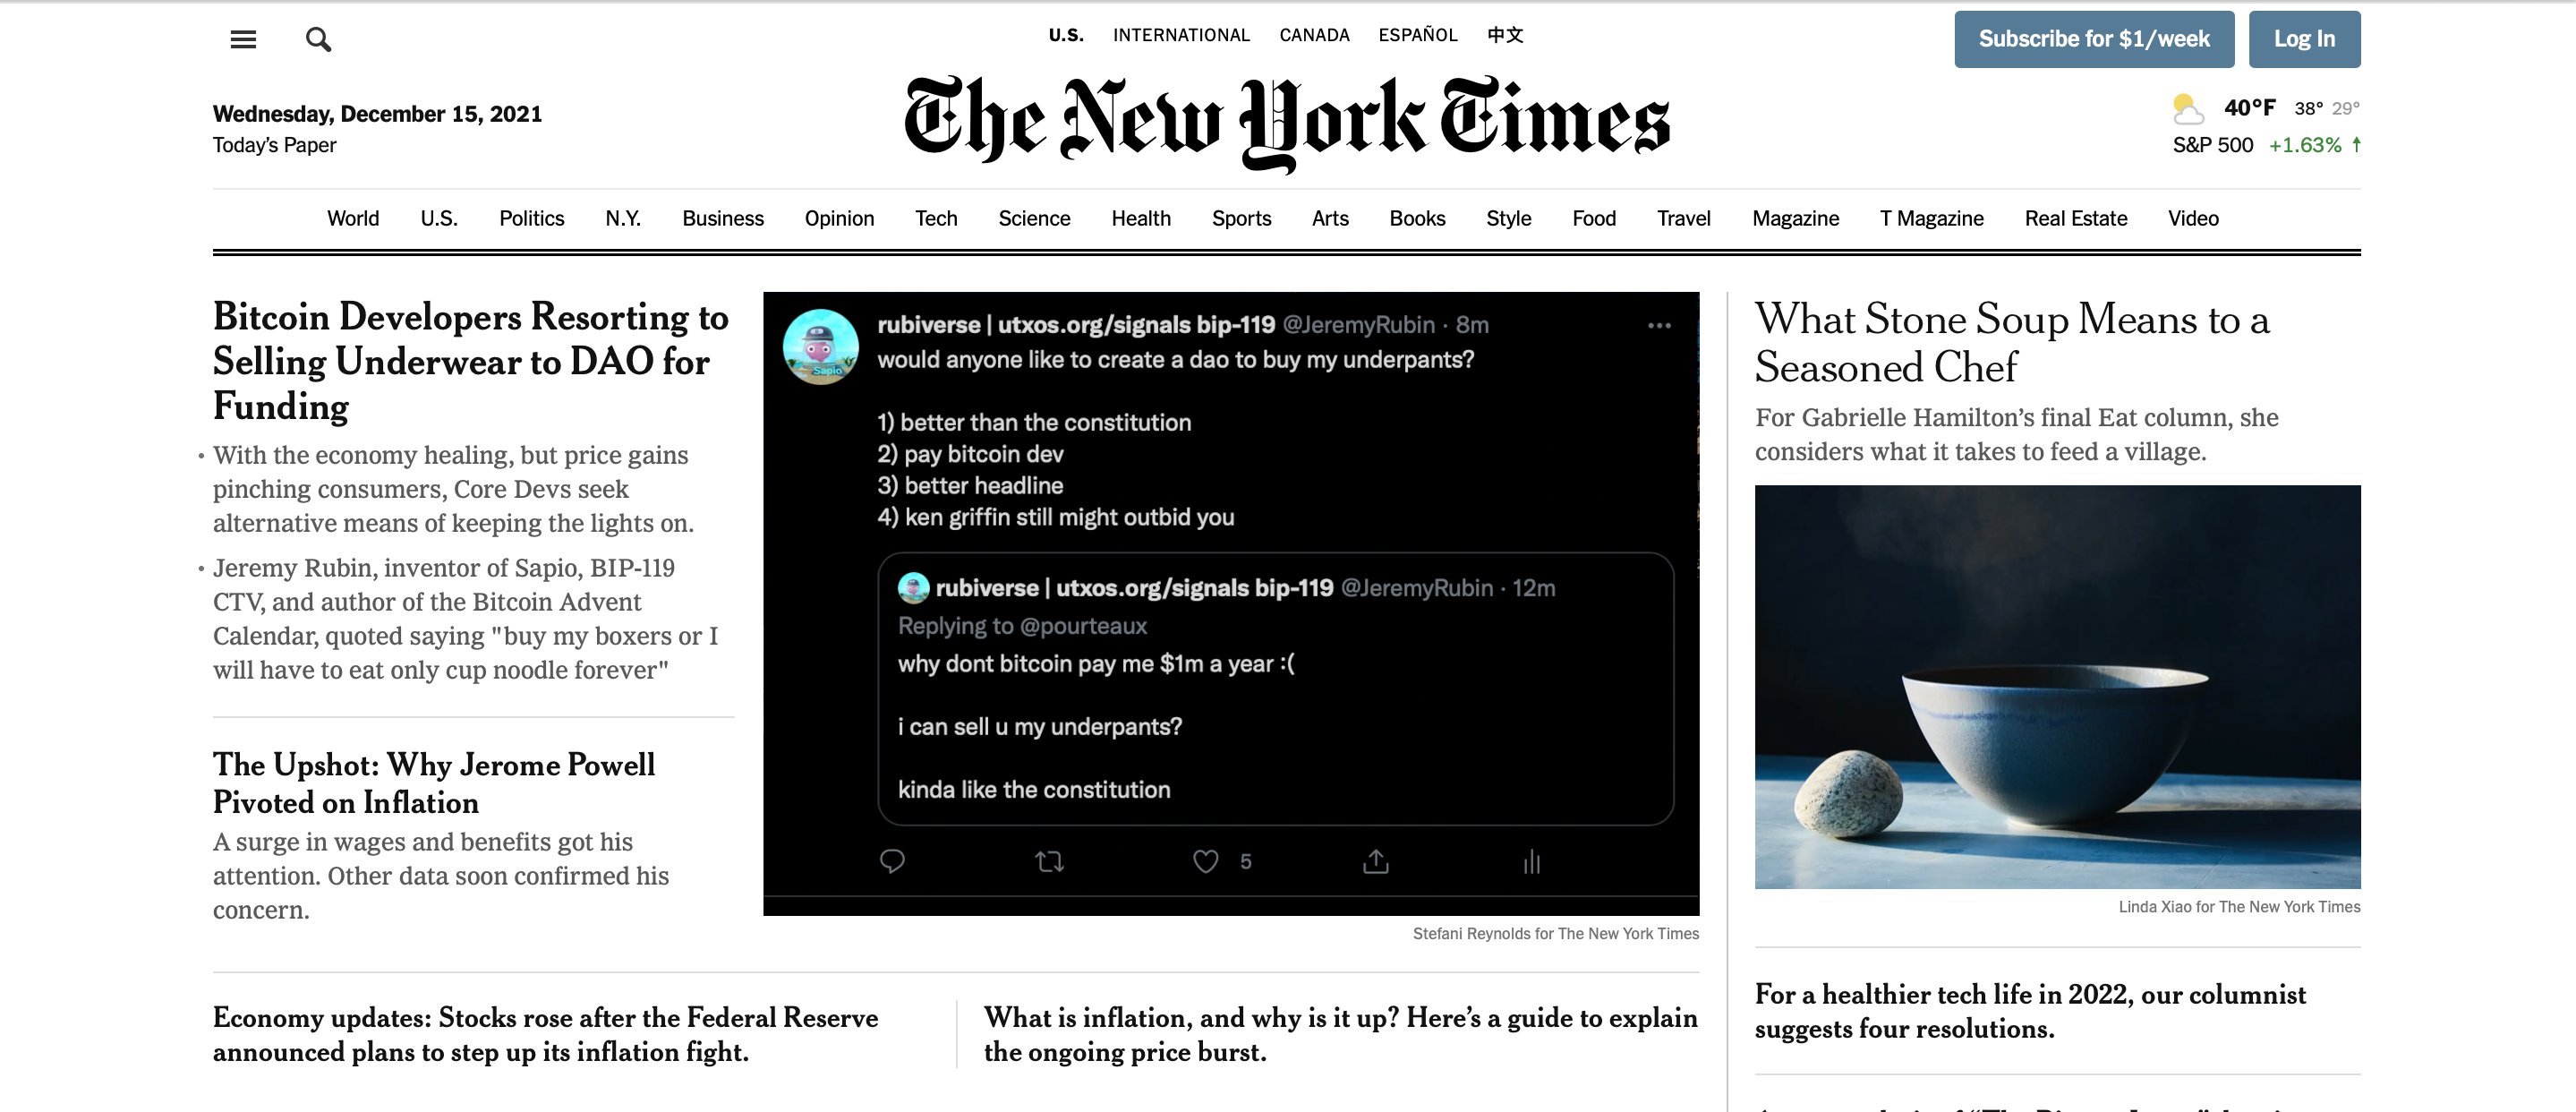 U.S. INTERNATIONAL CANADA ESPAÑOL 中文
Subscribe for $1/week
Log In
Wednesday, December 15, 2021
Today's Paper
The New York Times
40°F 38° 29°
S&P 500 +1.63% ↑
World U.S. Politics N.Y. Business Opinion Tech Science Health Sports Arts Books Style Food Travel Magazine T Magazine Real Estate Video
Bitcoin Developers Resorting to
Selling Underwear to DAO for
Funding
• With the economy healing, but price gains
pinching consumers, Core Devs seek
alternative means of keeping the lights on.
• Jeremy Rubin, inventor of Sapio, BIP-119
CTV, and author of the Bitcoin Advent
Calendar, quoted saying "buy my boxers or I
will have to eat only cup noodle forever"
The Upshot: Why Jerome Powell
Pivoted on Inflation
A surge in wages and benefits got his
attention. Other data soon confirmed his
concern.
Sapio
rubiverse | utxos.org/signals bip-119 @JeremyRubin · 8m
would anyone like to create a dao to buy my underpants?
1) better than the constitution
2) pay bitcoin dev
3) better headline
4) ken griffin still might outbid you
rubiverse | utxos.org/signals bip-119 @JeremyRubin · 12m
Replying to @pourteaux
why dont bitcoin pay me $1m a year :(
i can sell u my underpants?
kinda like the constitution
5
Stefani Reynolds for The New York Times
Economy updates: Stocks rose after the Federal Reserve
announced plans to step up its inflation fight.
What is inflation, and why is it up? Here's a guide to explain
the ongoing price burst.
What Stone Soup Means to a
Seasoned Chef
For Gabrielle Hamilton's final Eat column, she
considers what it takes to feed a village.
Linda Xiao for The New York Times
For a healthier tech life in 2022, our columnist
suggests four resolutions.